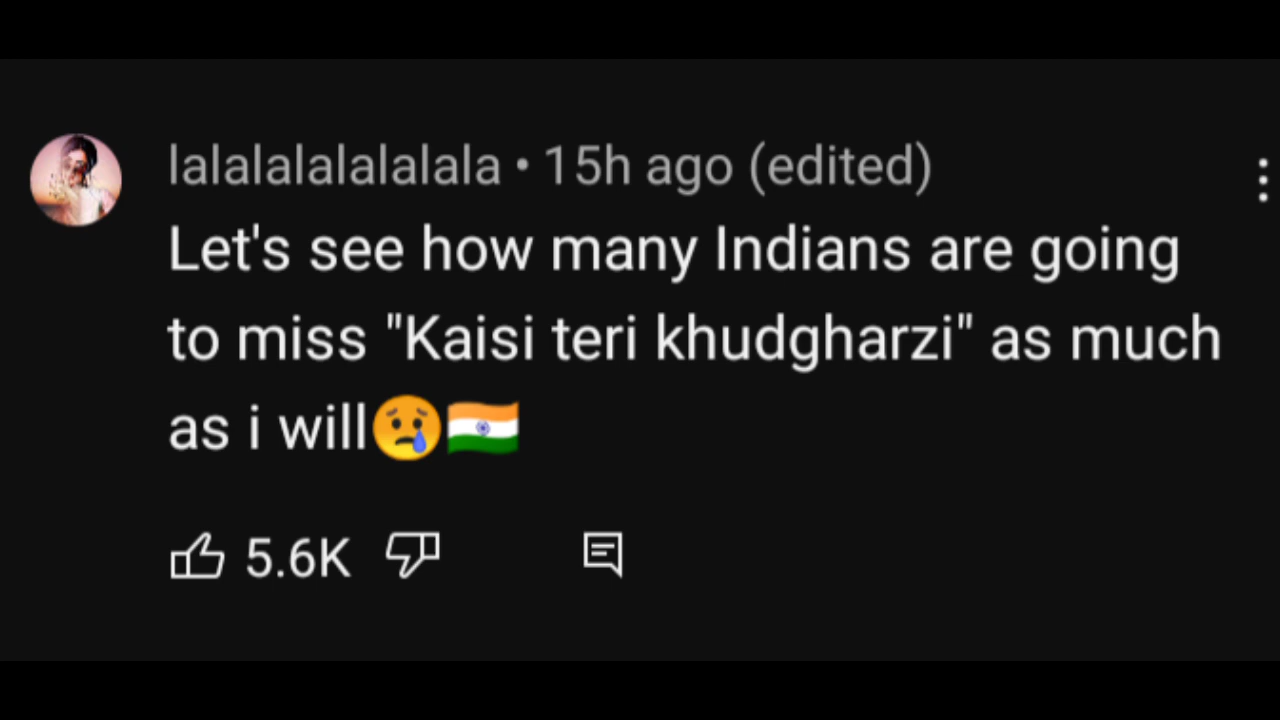 lalalalalalalala • 15h ago (edited)
Let's see how many Indians are going
to miss "Kaisi teri khudgharzi" as much
as i will😢🇮🇳
5.6K